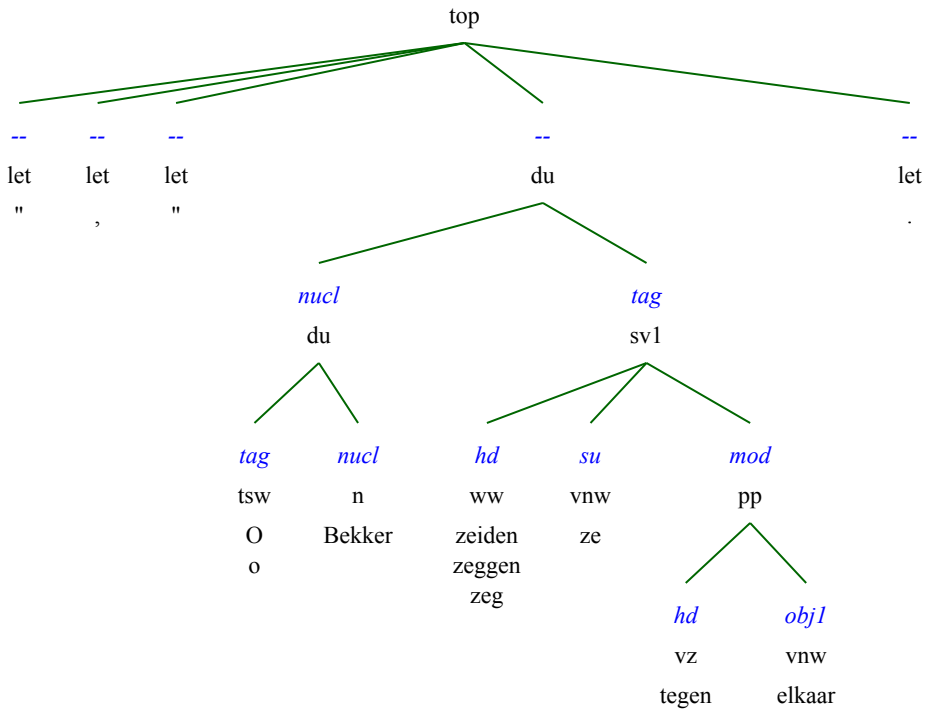 top
-- -- -- -- --
let let let du let
" , " .
nucl tag
du sv1
tag nucl hd su mod
tsw n ww vnw pp
O Bekker zeiden ze
o zeggen
zeg
hd obj1
vz vnw
tegen elkaar